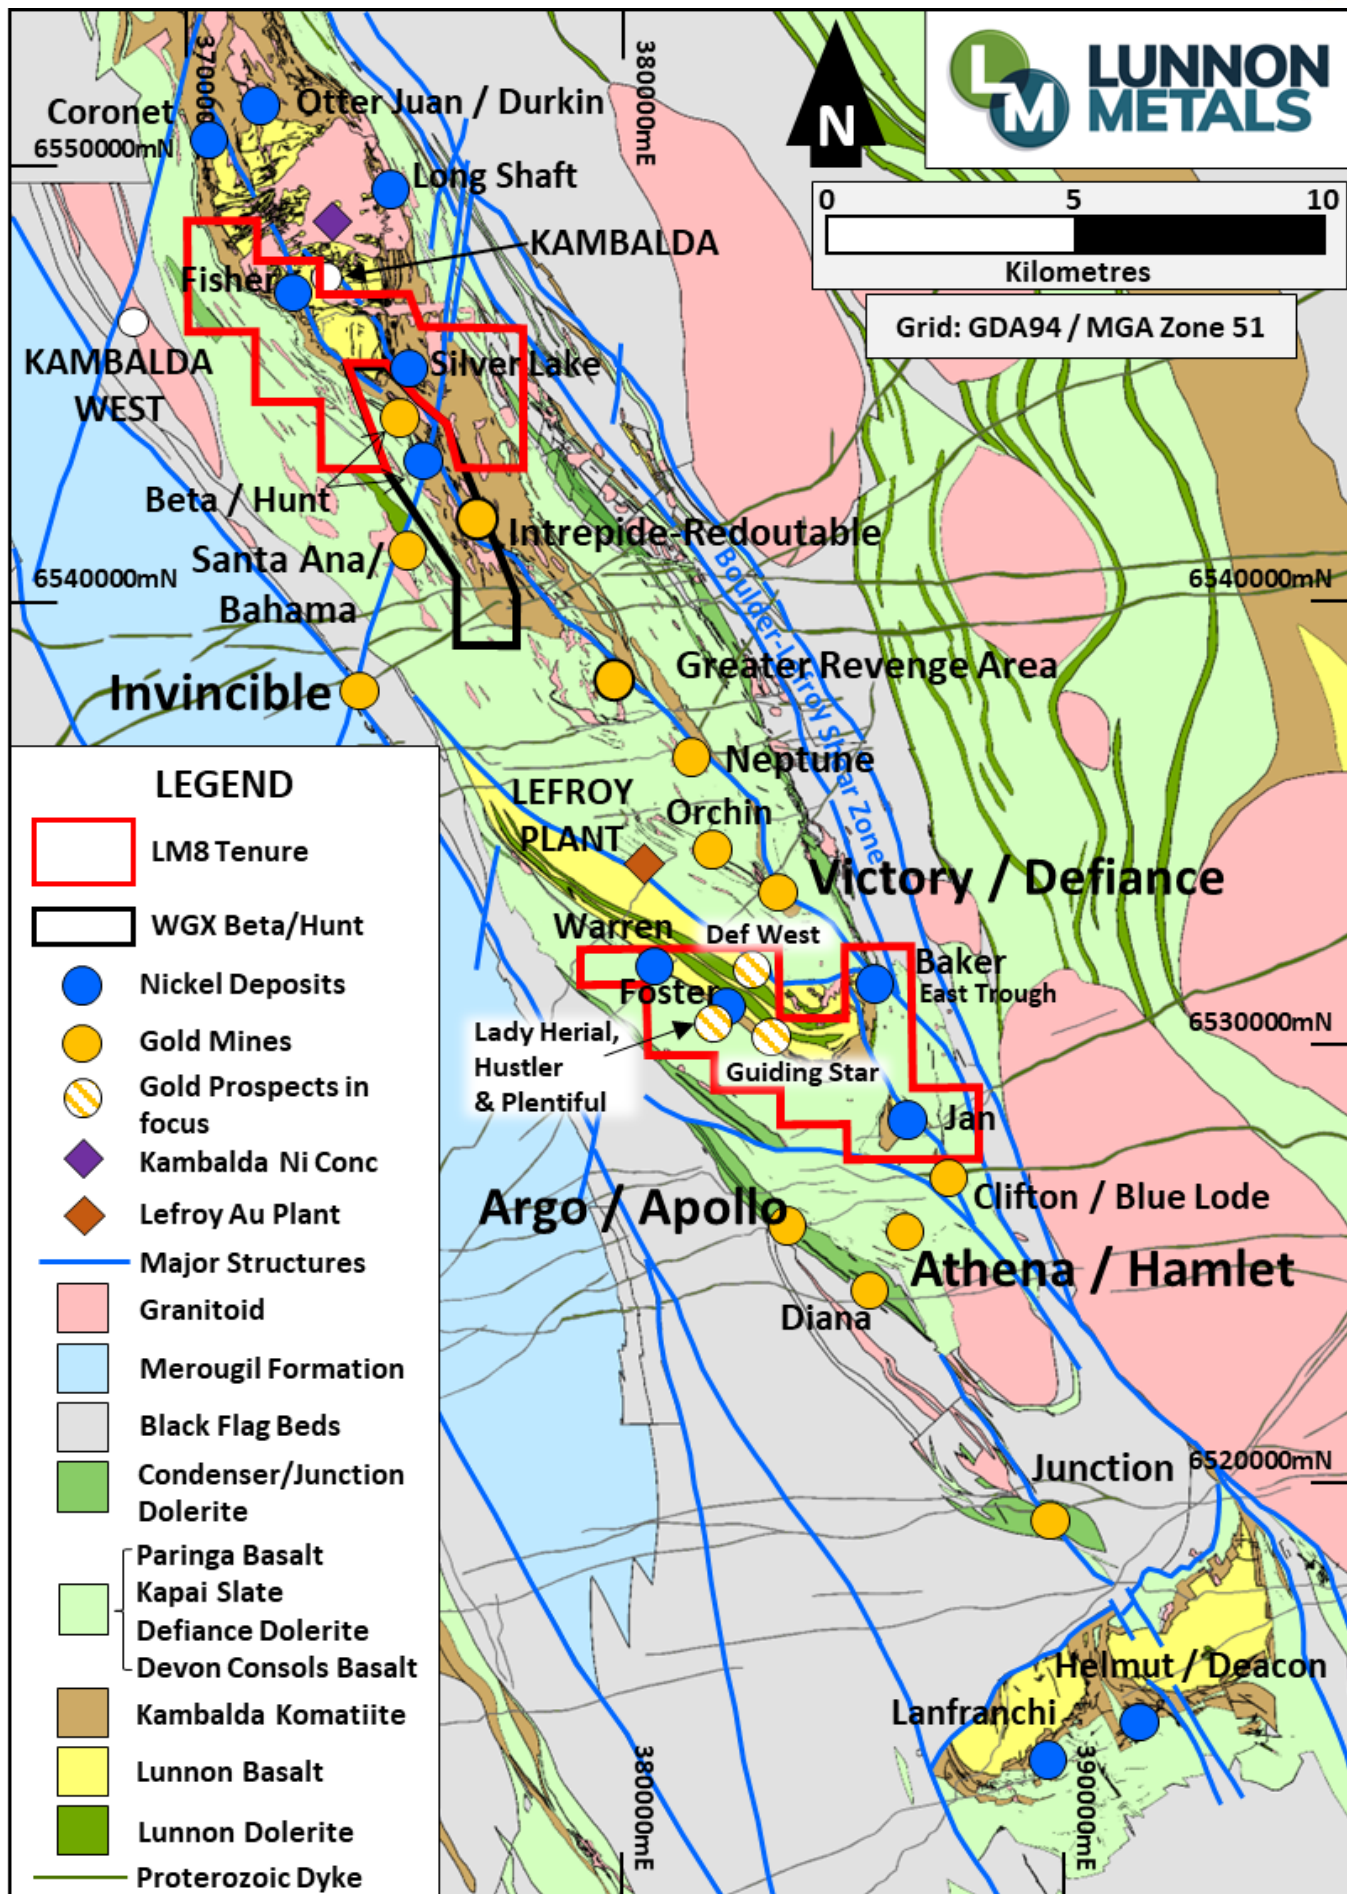 LUNNON
METALS
LM
N
0 5 10
Kilometres
Grid: GDA94 / MGA Zone 51
370000
380000mE
Coronet
Otter Juan / Durkin
6550000mN
Long Shaft
KAMBALDA
Fisher
KAMBALDA
WEST
Silver Lake
Beta / Hunt
Intrepide-Redoutable
Santa Ana/
Bahama
6540000mN
6540000mN
Boulder-Lefroy Shear Zone
Greater Revenge Area
Invincible
Neptune
LEFROY
PLANT
Orchin
Victory / Defiance
Warren
Def West
Baker
East Trough
Foster
Lady Herial,
Hustler
& Plentiful
Guiding Star
6530000mN
Jan
Clifton / Blue Lode
Argo / Apollo
Athena / Hamlet
Diana
Junction
6520000mN
Helmut / Deacon
Lanfranchi
380000mE
390000mE
LEGEND
LM8 Tenure
WGX Beta/Hunt
Nickel Deposits
Gold Mines
Gold Prospects in
focus
Kambalda Ni Conc
Lefroy Au Plant
Major Structures
Granitoid
Merougil Formation
Black Flag Beds
Condenser/Junction
Dolerite
Paringa Basalt
Kapai Slate
Defiance Dolerite
Devon Consols Basalt
Kambalda Komatiite
Lunnon Basalt
Lunnon Dolerite
Proterozoic Dyke